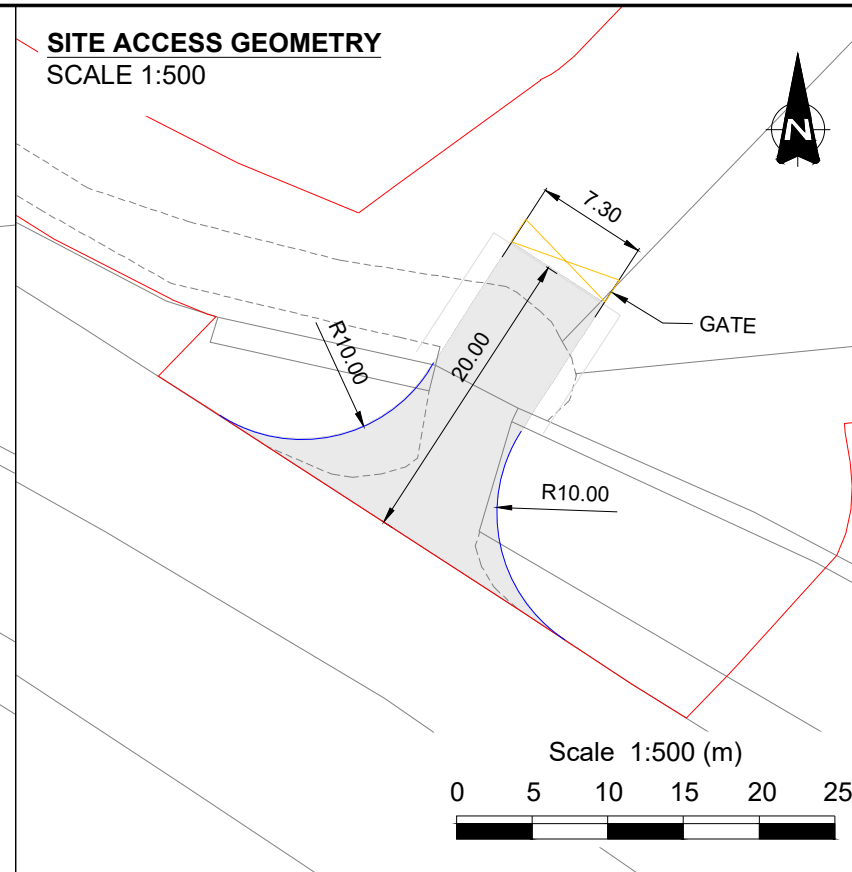 SITE ACCESS GEOMETRY
SCALE 1:500
N
7.30
GATE
R10.00
20.00
R10.00
Scale 1:500 (m)
0 5 10 15 20 25